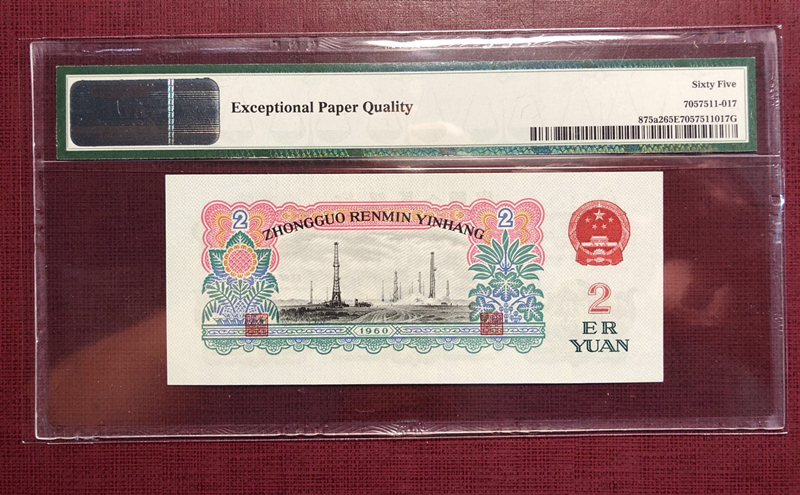 Exceptional Paper Quality
Sixty Five
7057511-017
875a265E7057511017G
2
2
ZHONGGUO RENMIN YINHANG
2
ER
YUAN
1960